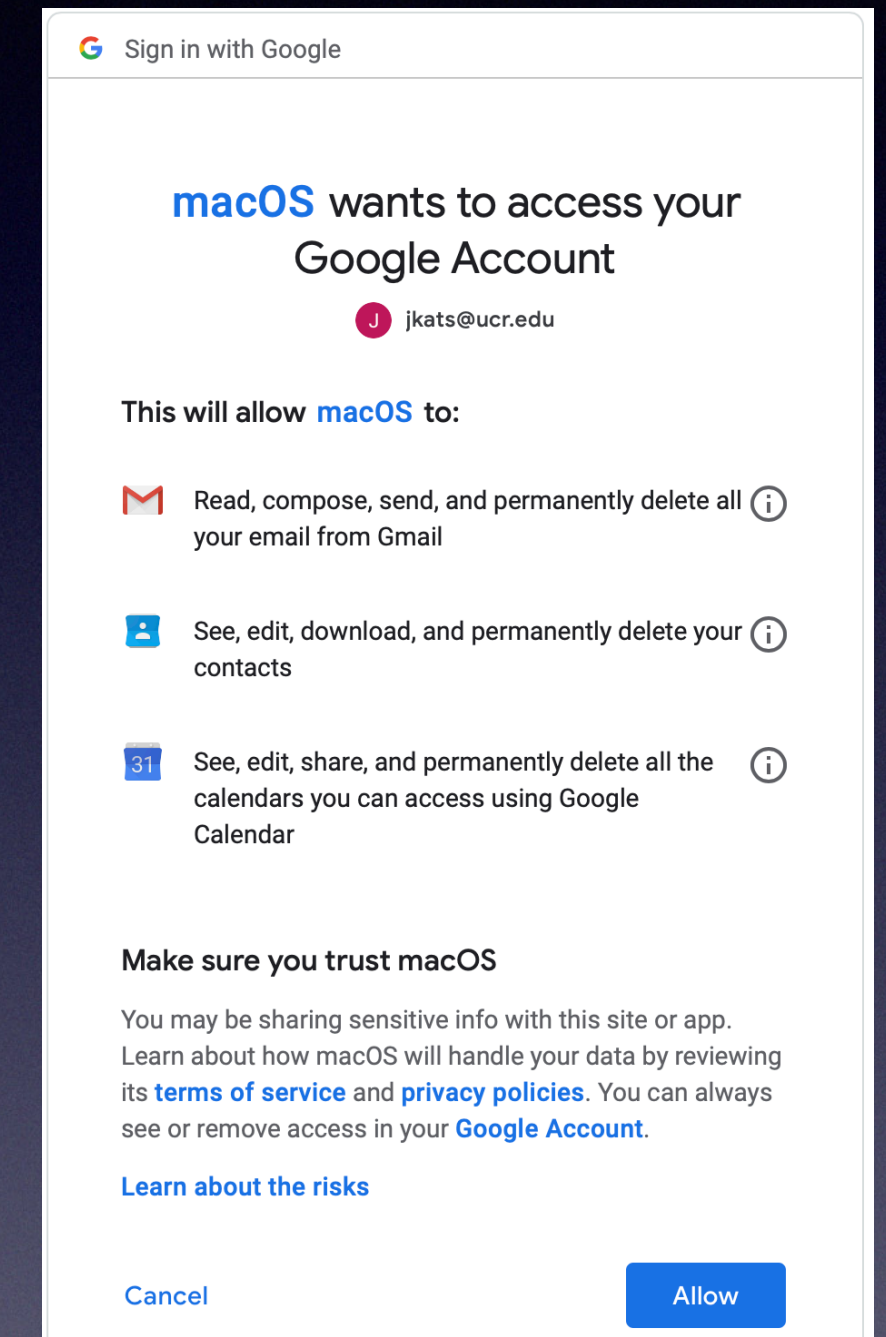 Sign in with Google
macOS wants to access your
Google Account
J jkats@ucr.edu
This will allow macOS to:
Read, compose, send, and permanently delete all
your email from Gmail
See, edit, download, and permanently delete your
contacts
31 See, edit, share, and permanently delete all the
calendars you can access using Google
Calendar
Make sure you trust macOS
You may be sharing sensitive info with this site or app.
Learn about how macOS will handle your data by reviewing
its terms of service and privacy policies. You can always
see or remove access in your Google Account.
Learn about the risks
Cancel Allow